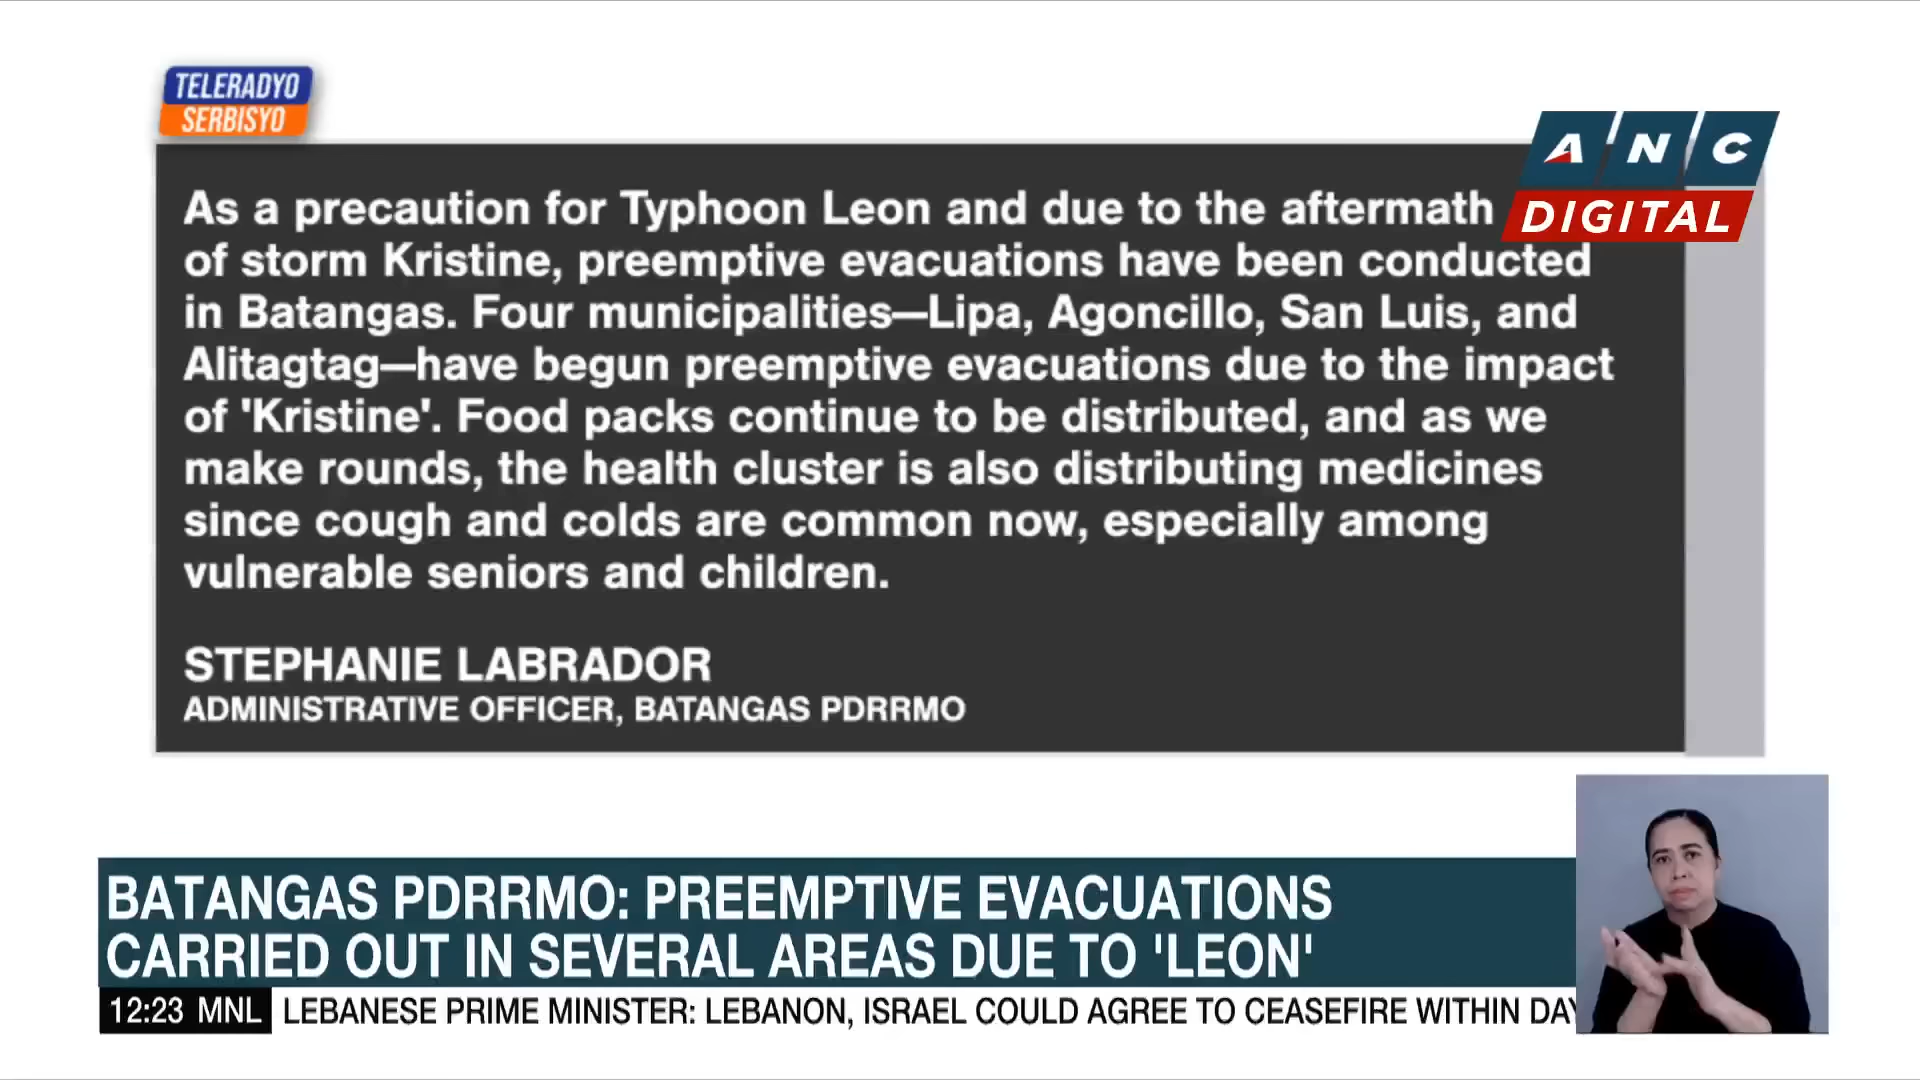 TELERADYO
SERBISYO
ANC
DIGITAL
As a precaution for Typhoon Leon and due to the aftermath
of storm Kristine, preemptive evacuations have been conducted
in Batangas. Four municipalities—Lipa, Agoncillo, San Luis, and
Alitagtag—have begun preemptive evacuations due to the impact
of 'Kristine'. Food packs continue to be distributed, and as we
make rounds, the health cluster is also distributing medicines
since cough and colds are common now, especially among
vulnerable seniors and children.
STEPHANIE LABRADOR
ADMINISTRATIVE OFFICER, BATANGAS PDRRMO
BATANGAS PDRRMO: PREEMPTIVE EVACUATIONS
CARRIED OUT IN SEVERAL AREAS DUE TO 'LEON'
12:23 MNL LEBANESE PRIME MINISTER: LEBANON, ISRAEL COULD AGREE TO CEASEFIRE WITHIN DAY